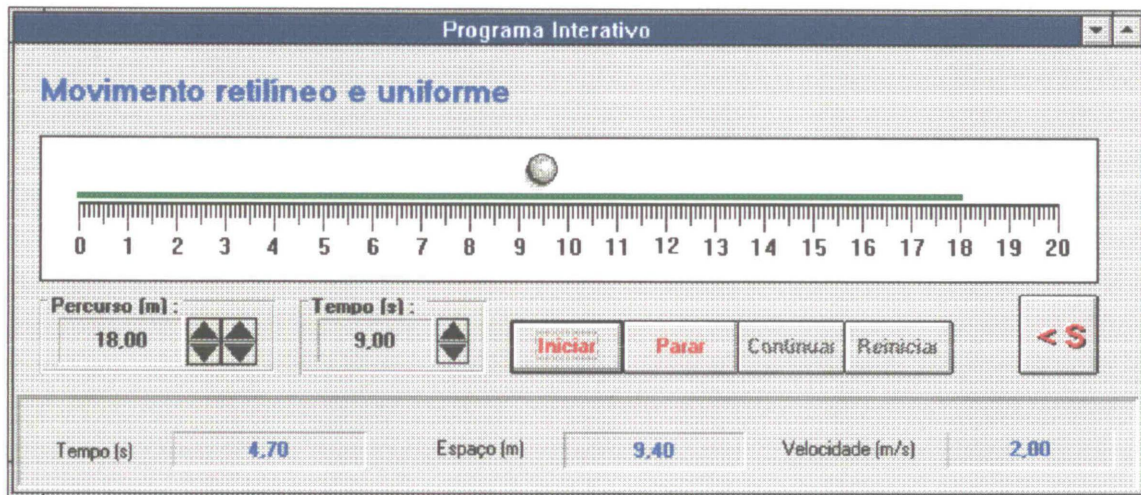 Programa Interativo
Movimento retilíneo e uniforme
0 1 2 3 4 5 6 7 8 9 10 11 12 13 14 15 16 17 18 19 20
Percurso (m) : Tempo (s) :
18,00 9,00 Iniciar Parar Continuar Reiniciar < S
Tempo (s) 4,70 Espaço (m) 9,40 Velocidade (m/s) 2,00